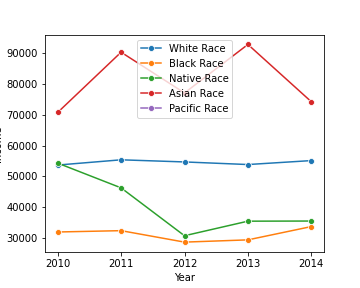 White Race
Black Race
Native Race
Asian Race
Pacific Race
90000
80000
70000
60000
50000
40000
30000
2010
2011
2012
2013
2014
Year